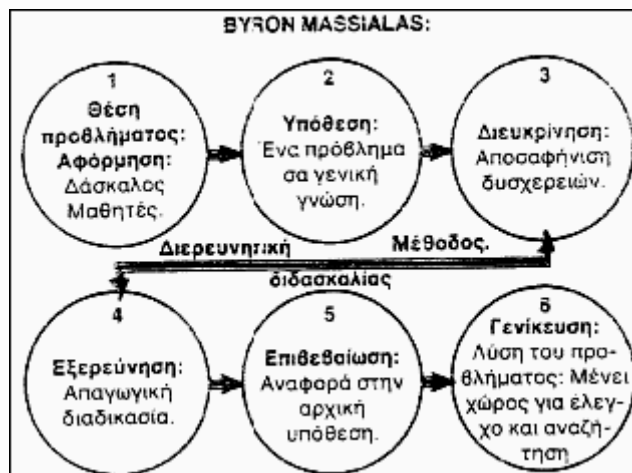 BYRON MASSIALAS:
1
Θέση
προβλήματος:
Αφόρμηση:
Δάσκαλος
Μαθητές.
2
Υπόθεση:
Ένα πρόβλημα
σα γενική
γνώση.
3
Διευκρίνηση:
Αποσαφήνιση
δυσχερειών.
Διερευνητική Μέθοδος.
διδασκαλίας
4
Εξερεύνηση:
Απαγωγική
διαδικασία.
5
Επιβεβαίωση:
Αναφορά στην
αρχική
υπόθεση.
6
Γενίκευση:
Λύση του προ-
βλήματος: Μένει
χώρος για έλεγ-
χο και αναζή-
τηση